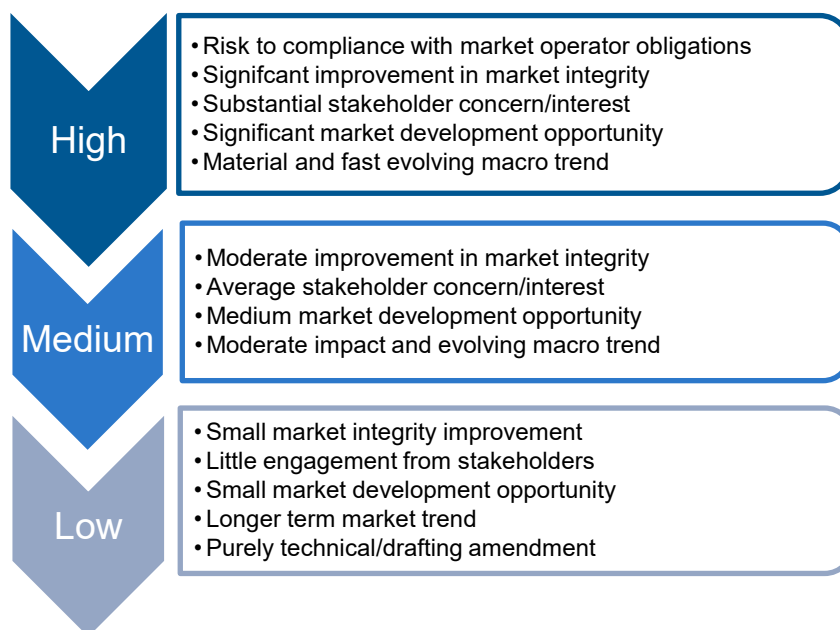 High
• Risk to compliance with market operator obligations
• Signifcant improvement in market integrity
• Substantial stakeholder concern/interest
• Significant market development opportunity
• Material and fast evolving macro trend
Medium
• Moderate improvement in market integrity
• Average stakeholder concern/interest
• Medium market development opportunity
• Moderate impact and evolving macro trend
Low
• Small market integrity improvement
• Little engagement from stakeholders
• Small market development opportunity
• Longer term market trend
• Purely technical/drafting amendment